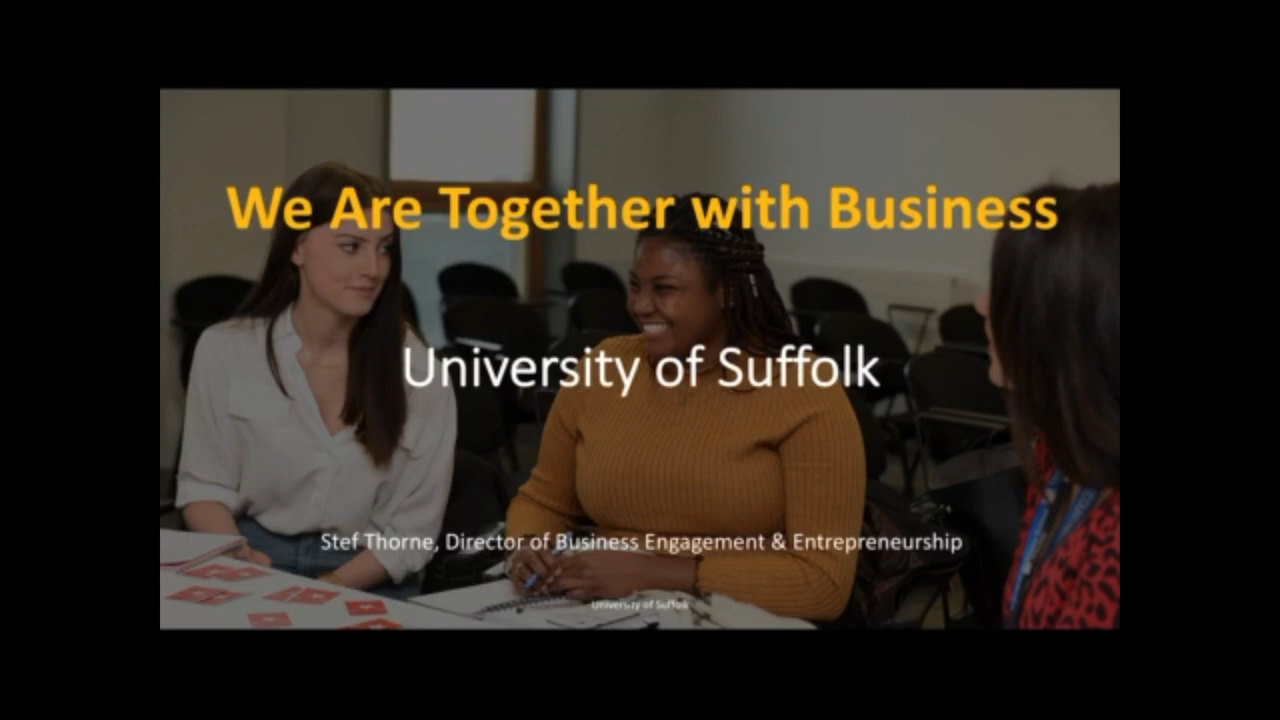 We Are Together with Business
University of Suffolk
Stef Thorne, Director of Business Engagement & Entrepreneurship
University of Suffolk